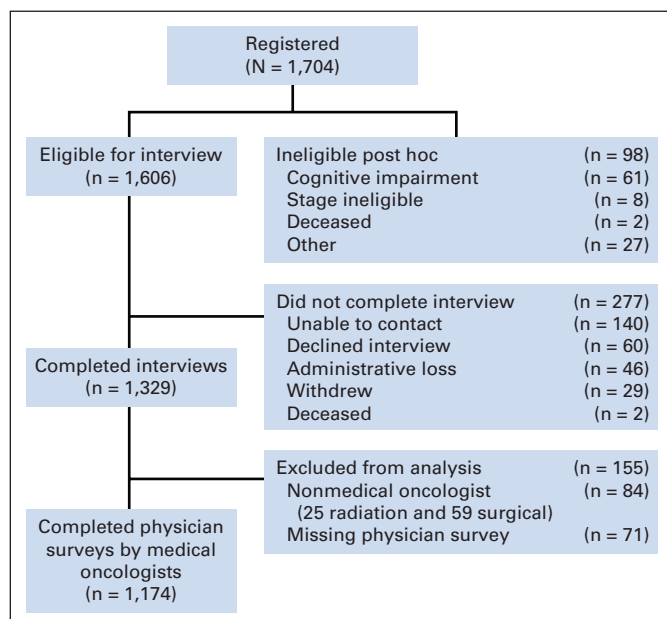 Registered
(N = 1,704)
Eligible for interview
(n = 1,606)
Ineligible post hoc (n = 98)
Cognitive impairment (n = 61)
Stage ineligible (n = 8)
Deceased (n = 2)
Other (n = 27)
Did not complete interview (n = 277)
Unable to contact (n = 140)
Declined interview (n = 60)
Administrative loss (n = 46)
Withdrew (n = 29)
Deceased (n = 2)
Completed interviews
(n = 1,329)
Excluded from analysis (n = 155)
Nonmedical oncologist (n = 84)
(25 radiation and 59 surgical)
Missing physician survey (n = 71)
Completed physician
surveys by medical
oncologists
(n = 1,174)